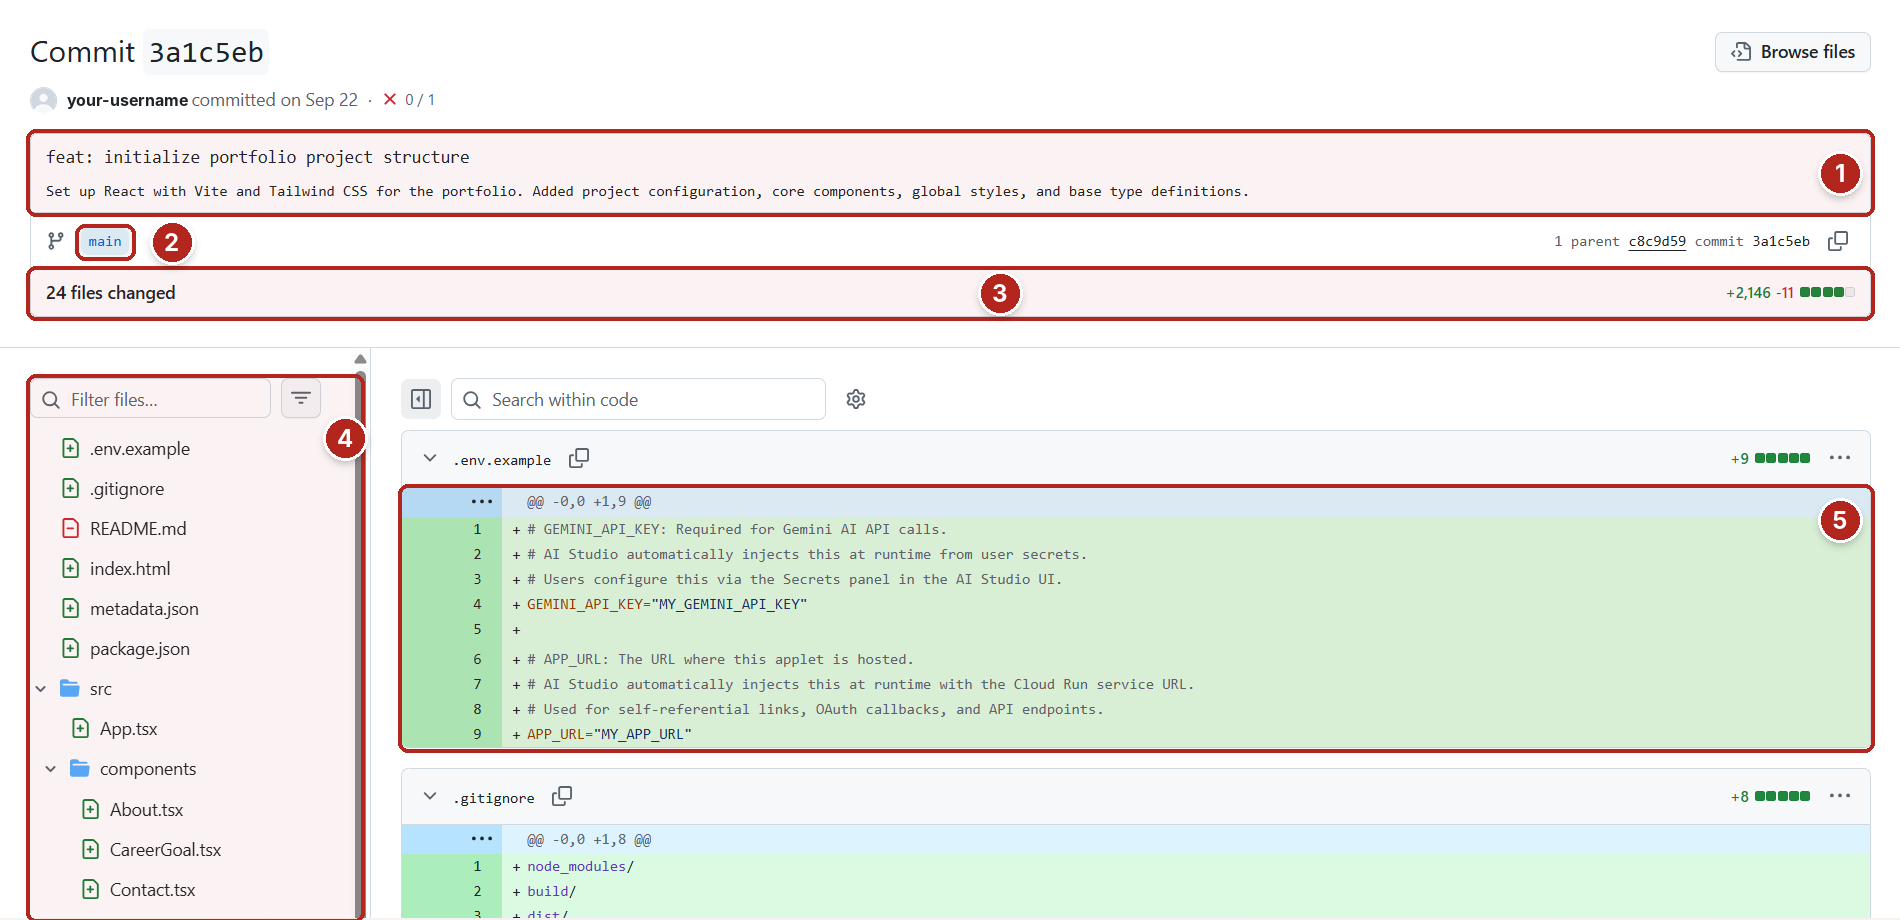 Commit 3a1c5eb
Browse files
your-username committed on Sep 22 · 0 / 1
feat: initialize portfolio project structure
Set up React with Vite and Tailwind CSS for the portfolio. Added project configuration, core components, global styles, and base type definitions.
1
main
2
1 parent c8c9d59 commit 3a1c5eb
24 files changed
3
+2,146 -11
Filter files...
4
.env.example
.gitignore
README.md
index.html
metadata.json
package.json
src
App.tsx
components
About.tsx
CareerGoal.tsx
Contact.tsx
Search within code
.env.example
+9
@@ -0,0 +1,9 @@
5
1 + # GEMINI_API_KEY: Required for Gemini AI API calls.
2 + # AI Studio automatically injects this at runtime from user secrets.
3 + # Users configure this via the Secrets panel in the AI Studio UI.
4 + GEMINI_API_KEY="MY_GEMINI_API_KEY"
5 +
6 + # APP_URL: The URL where this applet is hosted.
7 + # AI Studio automatically injects this at runtime with the Cloud Run service URL.
8 + # Used for self-referential links, OAuth callbacks, and API endpoints.
9 + APP_URL="MY_APP_URL"
.gitignore
+8
@@ -0,0 +1,8 @@
1 + node_modules/
2 + build/
3 + dist/